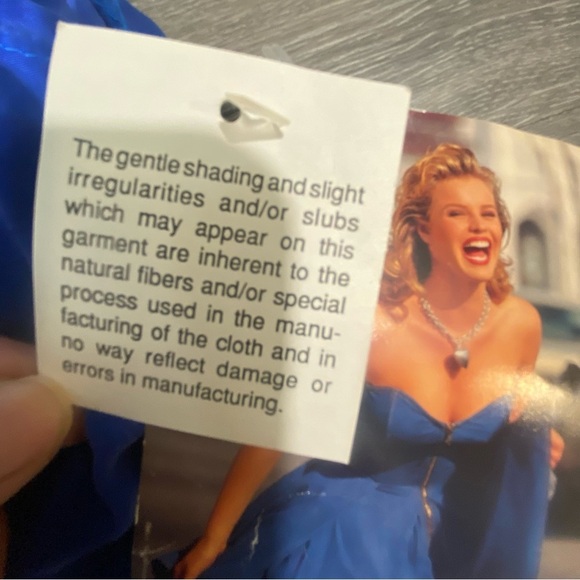 The gentle shading and slight
irregularities and/or slubs
which may appear on this
garment are inherent to the
natural fibers and/or special
process used in the manu-
facturing of the cloth and in
no way reflect damage or
errors in manufacturing.